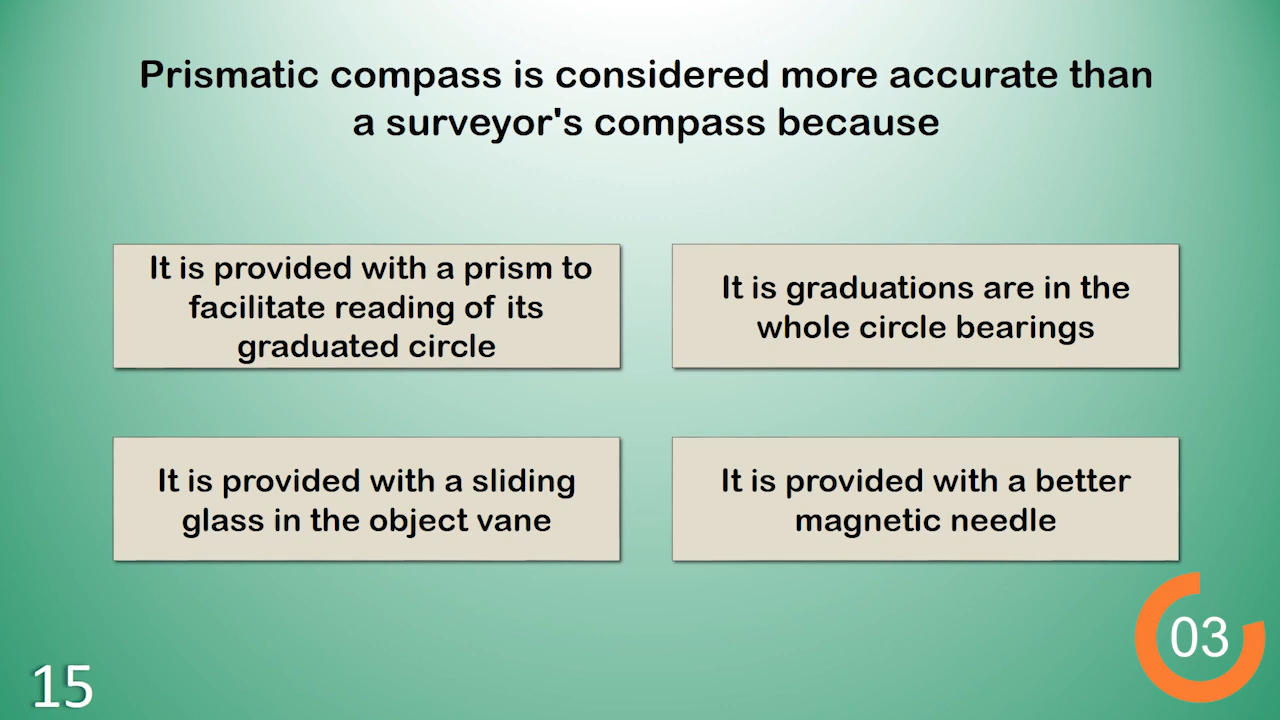 Prismatic compass is considered more accurate than
a surveyor's compass because
It is provided with a prism to
facilitate reading of its
graduated circle
It is graduations are in the
whole circle bearings
It is provided with a sliding
glass in the object vane
It is provided with a better
magnetic needle
03
15